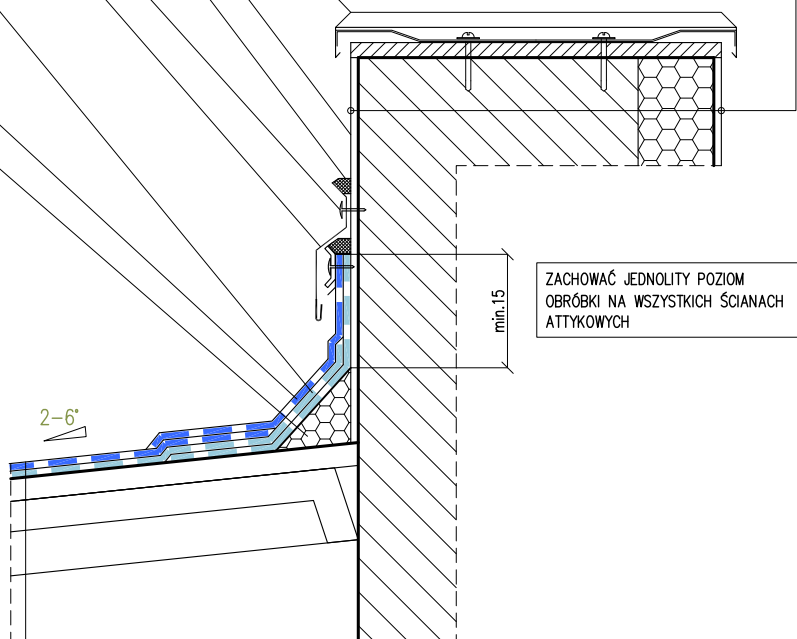 ZACHOWAĆ JEDNOLITY POZIOM
OBRÓBKI NA WSZYSTKICH ŚCIANACH
ATTYKOWYCH
min.15
2-6°